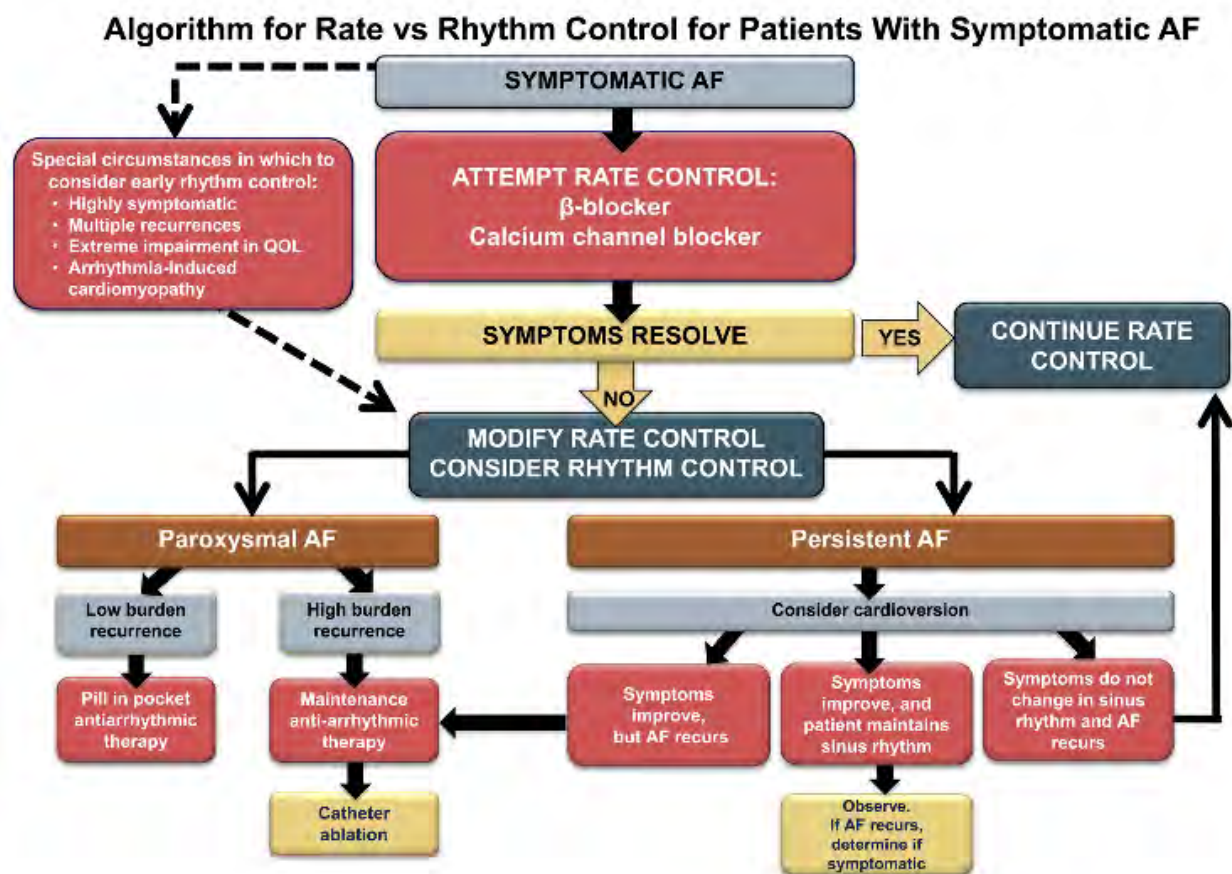 Algorithm for Rate vs Rhythm Control for Patients With Symptomatic AF
SYMPTOMATIC AF
Special circumstances in which to
consider early rhythm control:
• Highly symptomatic
• Multiple recurrences
• Extreme impairment in QOL
• Arrhythmia-Induced
cardiomyopathy
ATTEMPT RATE CONTROL:
β-blocker
Calcium channel blocker
SYMPTOMS RESOLVE
YES
CONTINUE RATE
CONTROL
NO
MODIFY RATE CONTROL
CONSIDER RHYTHM CONTROL
Paroxysmal AF
Persistent AF
Low burden
recurrence
High burden
recurrence
Consider cardioversion
Pill in pocket
antiarrhythmic
therapy
Maintenance
anti-arrhythmic
therapy
Symptoms
improve,
but AF recurs
Symptoms
improve, and
patient maintains
sinus rhythm
Symptoms do not
change in sinus
rhythm and AF
recurs
Catheter
ablation
Observe.
If AF recurs,
determine if
symptomatic